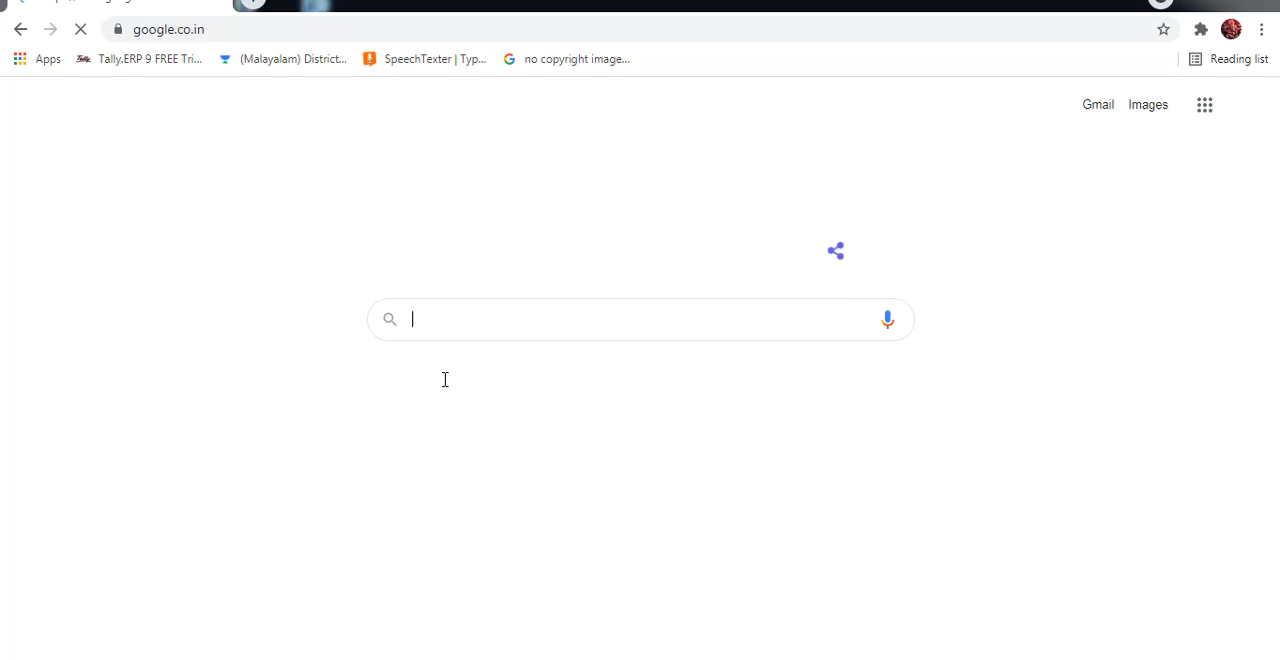 google.co.in
Apps Tally.ERP 9 FREE Tri... (Malayalam) District... SpeechTexter | Typ... no copyright image... Reading list
Gmail Images